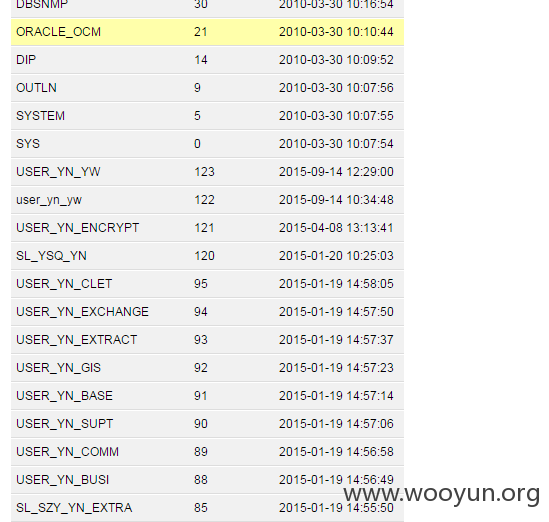 DBSNMP 30 2010-03-30 10:16:54
ORACLE_OCM 21 2010-03-30 10:10:44
DIP 14 2010-03-30 10:09:52
OUTLN 9 2010-03-30 10:07:56
SYSTEM 5 2010-03-30 10:07:55
SYS 0 2010-03-30 10:07:54
USER_YN_YW 123 2015-09-14 12:29:00
user_yn_yw 122 2015-09-14 10:34:48
USER_YN_ENCRYPT 121 2015-04-08 13:13:41
SL_YSQ_YN 120 2015-01-20 10:25:03
USER_YN_CLET 95 2015-01-19 14:58:05
USER_YN_EXCHANGE 94 2015-01-19 14:57:50
USER_YN_EXTRACT 93 2015-01-19 14:57:37
USER_YN_GIS 92 2015-01-19 14:57:23
USER_YN_BASE 91 2015-01-19 14:57:14
USER_YN_SUPT 90 2015-01-19 14:57:06
USER_YN_COMM 89 2015-01-19 14:56:58
USER_YN_BUSI 88 2015-01-19 14:56:49
SL_SZY_YN_EXTRA 85 2015-01-19 14:55:50
www.wooyun.org